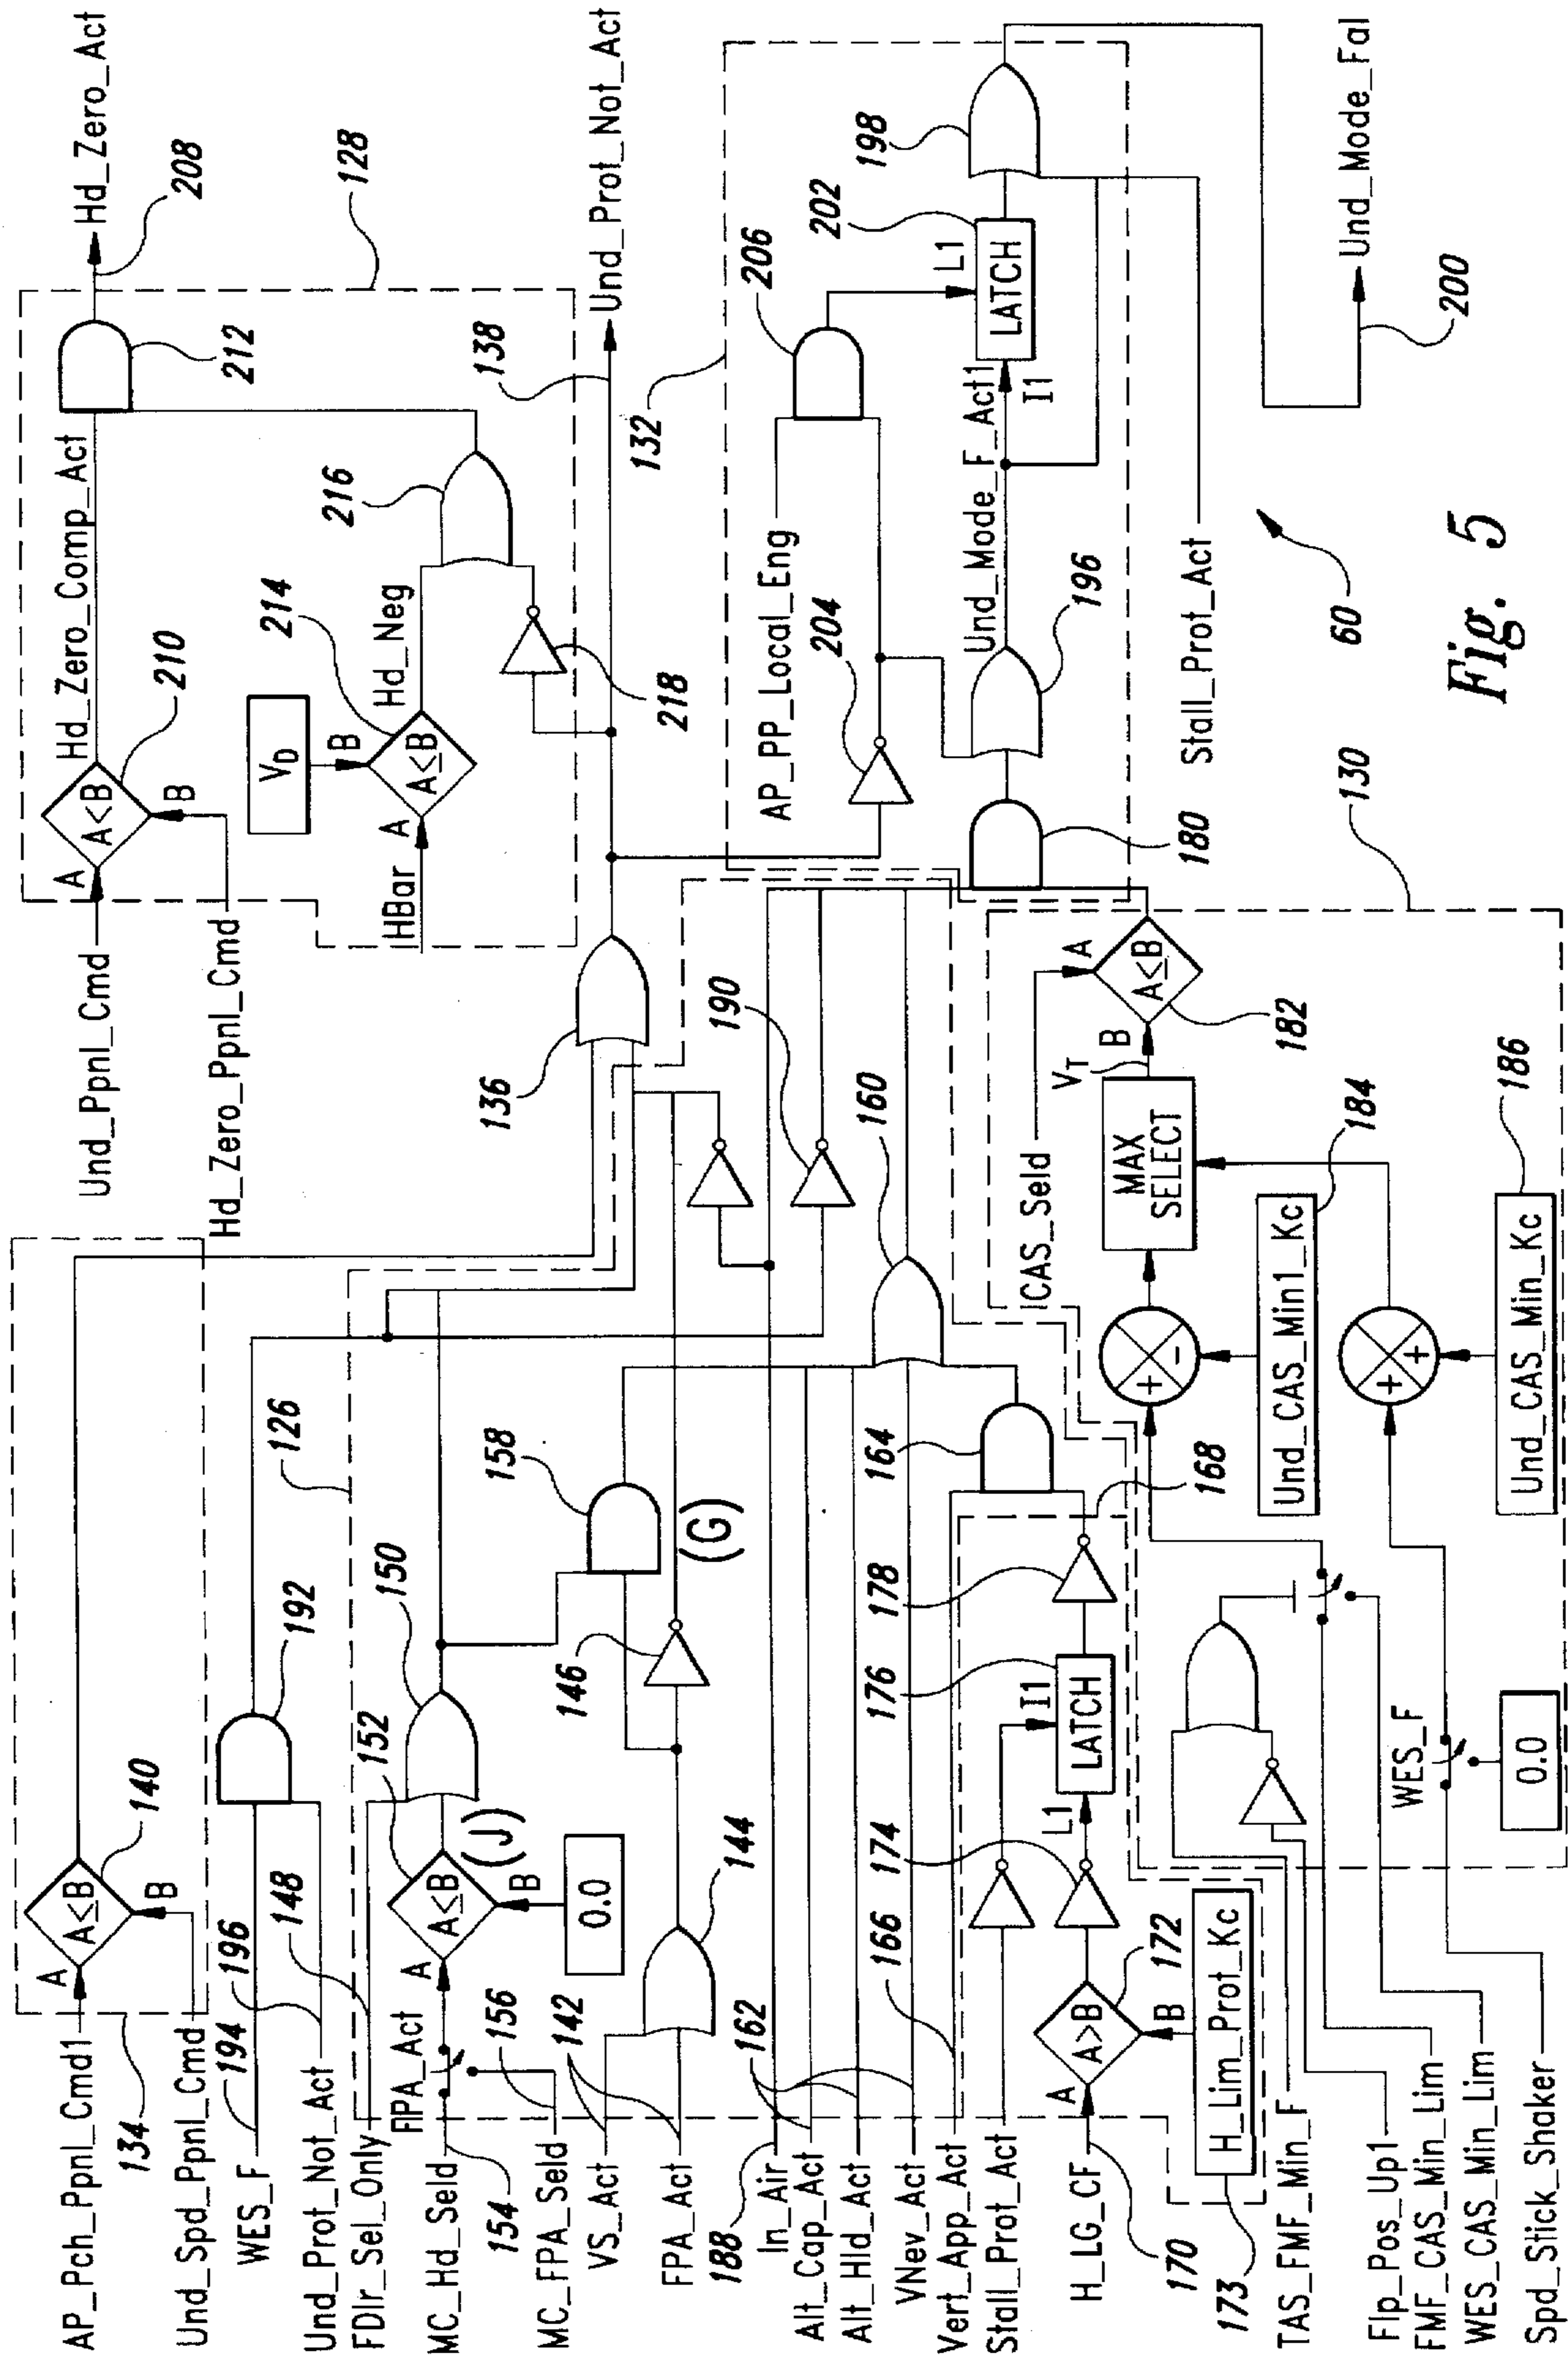 AP_Pch_Ppnl_Cmd1
134
A
A≤B
B
140
Und_Spd_Ppnl_Cmd
WES_F
194
192
Und_Prot_Not_Act
196
FDlr_Sel_Only
148
126
MC_Hd_Seld
154
FPA_Act
A
A≤B
B
152
(J)
150
0.0
MC_FPA_Seld
156
VS_Act
142
FPA_Act
144
146
158
(G)
188
In_Air
Alt_Cap_Act
162
Alt_Hld_Act
VNev_Act
Vert_App_Act
166
Stall_Prot_Act
H_LG_CF
170
A
A>B
B
172
173
H_Lim_Prot_Kc
174
L1
I1
LATCH
176
178
168
164
160
190
136
TAS_FMF_Min_F
Flp_Pos_Up1
FMF_CAS_Min_Lim
WES_CAS_Min_Lim
Spd_Stick_Shaker
WES_F
0.0
+
-
Und_CAS_Min1_Kc
184
+
+
Und_CAS_Min_Kc
186
MAX
SELECT
VT
B
CAS_Seld
A
A≤B
182
130
Und_Ppnl_Cmd
A
A<B
B
210
Hd_Zero_Ppnl_Cmd
Hd_Zero_Comp_Act
212
Hd_Zero_Act
208
128
HBar
A
A≤B
B
VD
214
Hd_Neg
216
218
138
Und_Prot_Not_Act
132
AP_PP_Local_Eng
204
206
L1
LATCH
202
I1
Und_Mode_F_Act1
180
196
198
Stall_Prot_Act
Und_Mode_Fal
200
60
Fig. 5